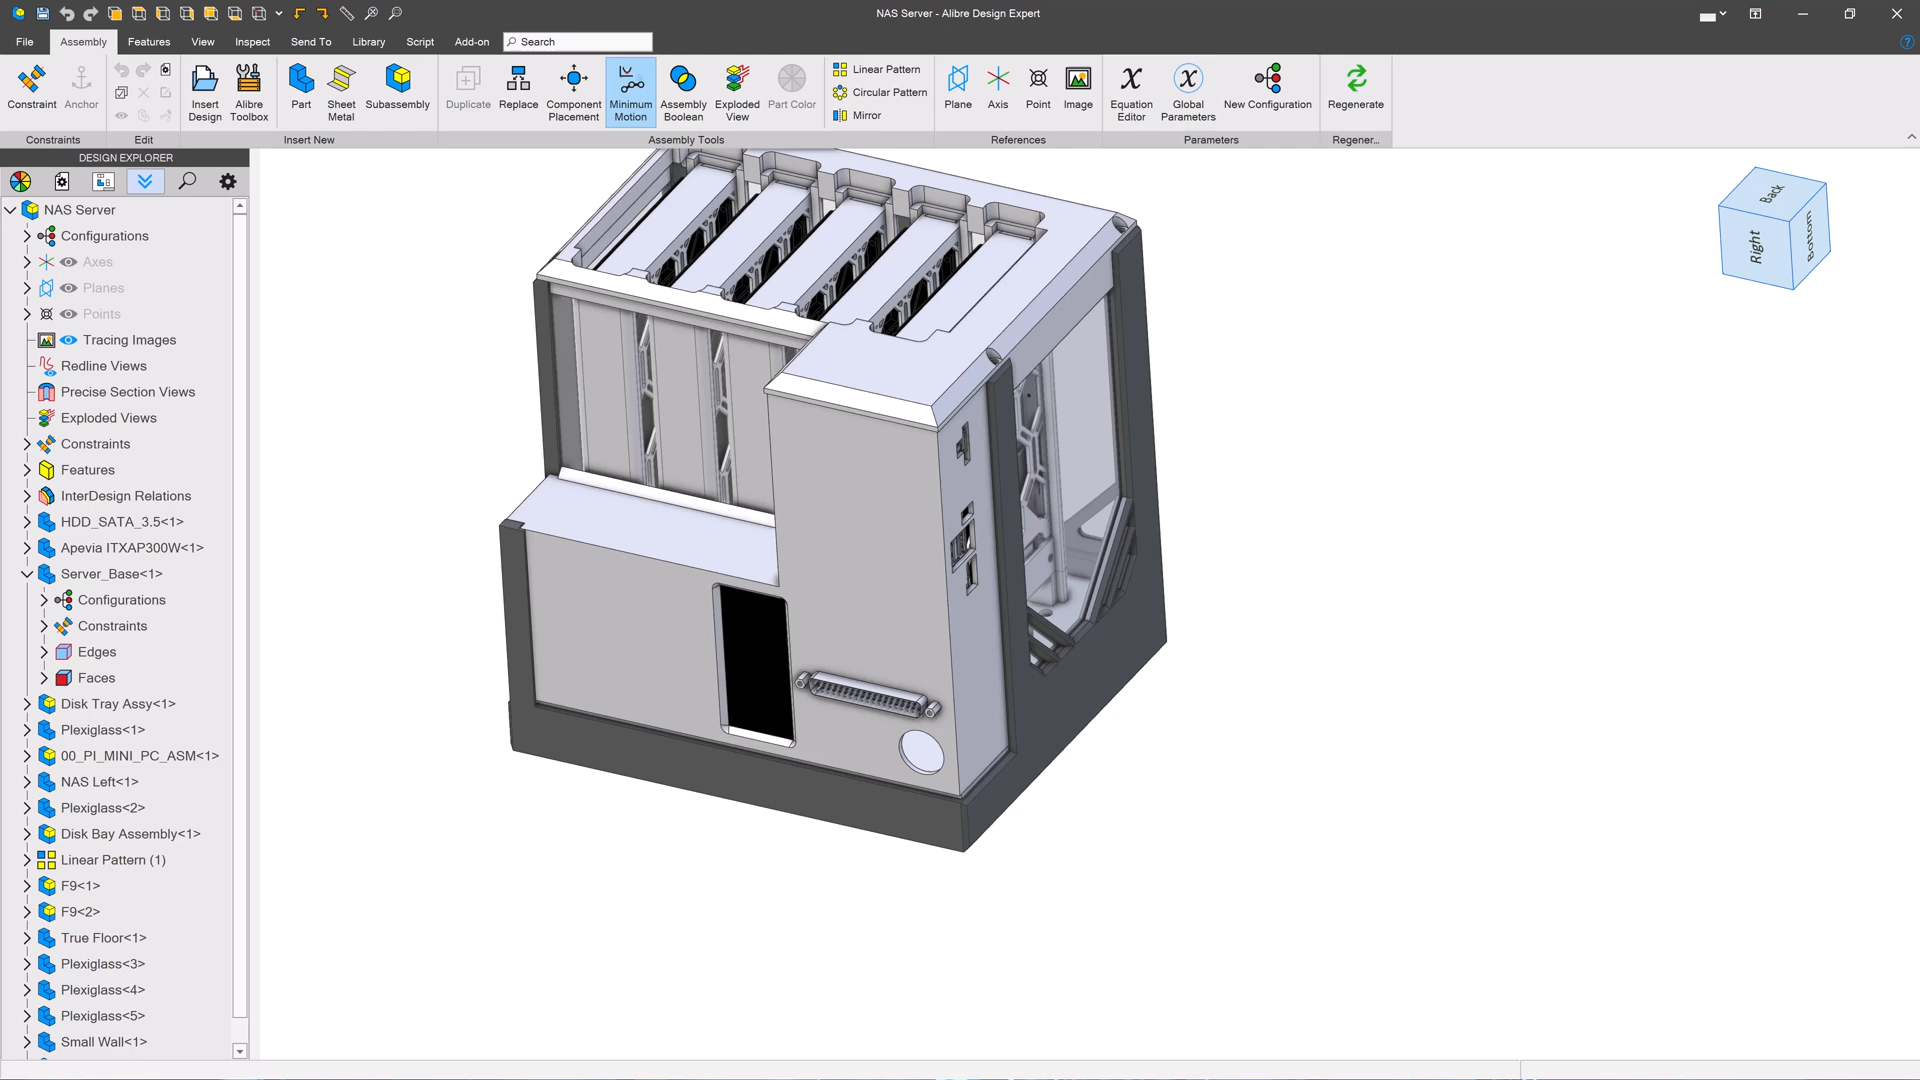 NAS Server - Alibre Design Expert
File Assembly Features View Inspect Send To Library Script Add-on Search
Linear Pattern
Circular Pattern
Mirror
Constraint Anchor Insert Design Alibre Toolbox Part Sheet Metal Subassembly Duplicate Replace Component Placement Minimum Motion Assembly Boolean Exploded View Part Color Plane Axis Point Image Equation Editor Global Parameters New Configuration Regenerate
Constraints Edit Insert New Assembly Tools References Parameters Regener...
DESIGN EXPLORER
NAS Server
Configurations
Axes
Planes
Points
Tracing Images
Redline Views
Precise Section Views
Exploded Views
Constraints
Features
InterDesign Relations
HDD_SATA_3.5<1>
Apevia ITXAP300W<1>
Server_Base<1>
Configurations
Constraints
Edges
Faces
Disk Tray Assy<1>
Plexiglass<1>
00_PI_MINI_PC_ASM<1>
NAS Left<1>
Plexiglass<2>
Disk Bay Assembly<1>
Linear Pattern (1)
F9<1>
F9<2>
True Floor<1>
Plexiglass<3>
Plexiglass<4>
Plexiglass<5>
Small Wall<1>
Back
Right
Bottom